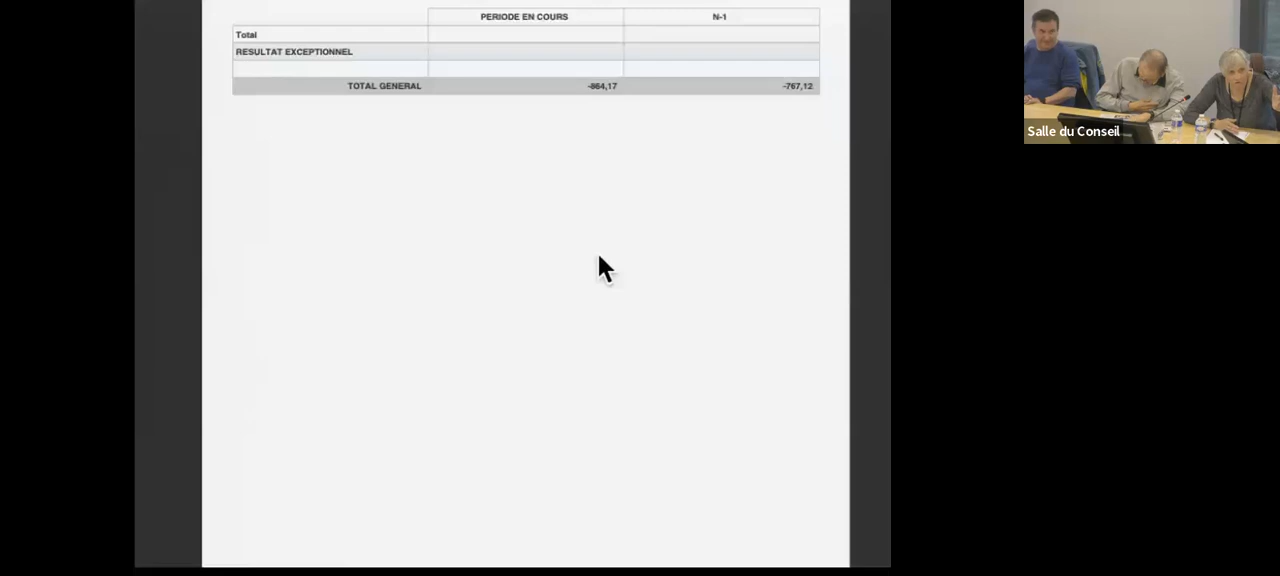 PERIODE EN COURS N-1
Total
RESULTAT EXCEPTIONNEL
TOTAL GENERAL -864,17 -767,12
Salle du Conseil